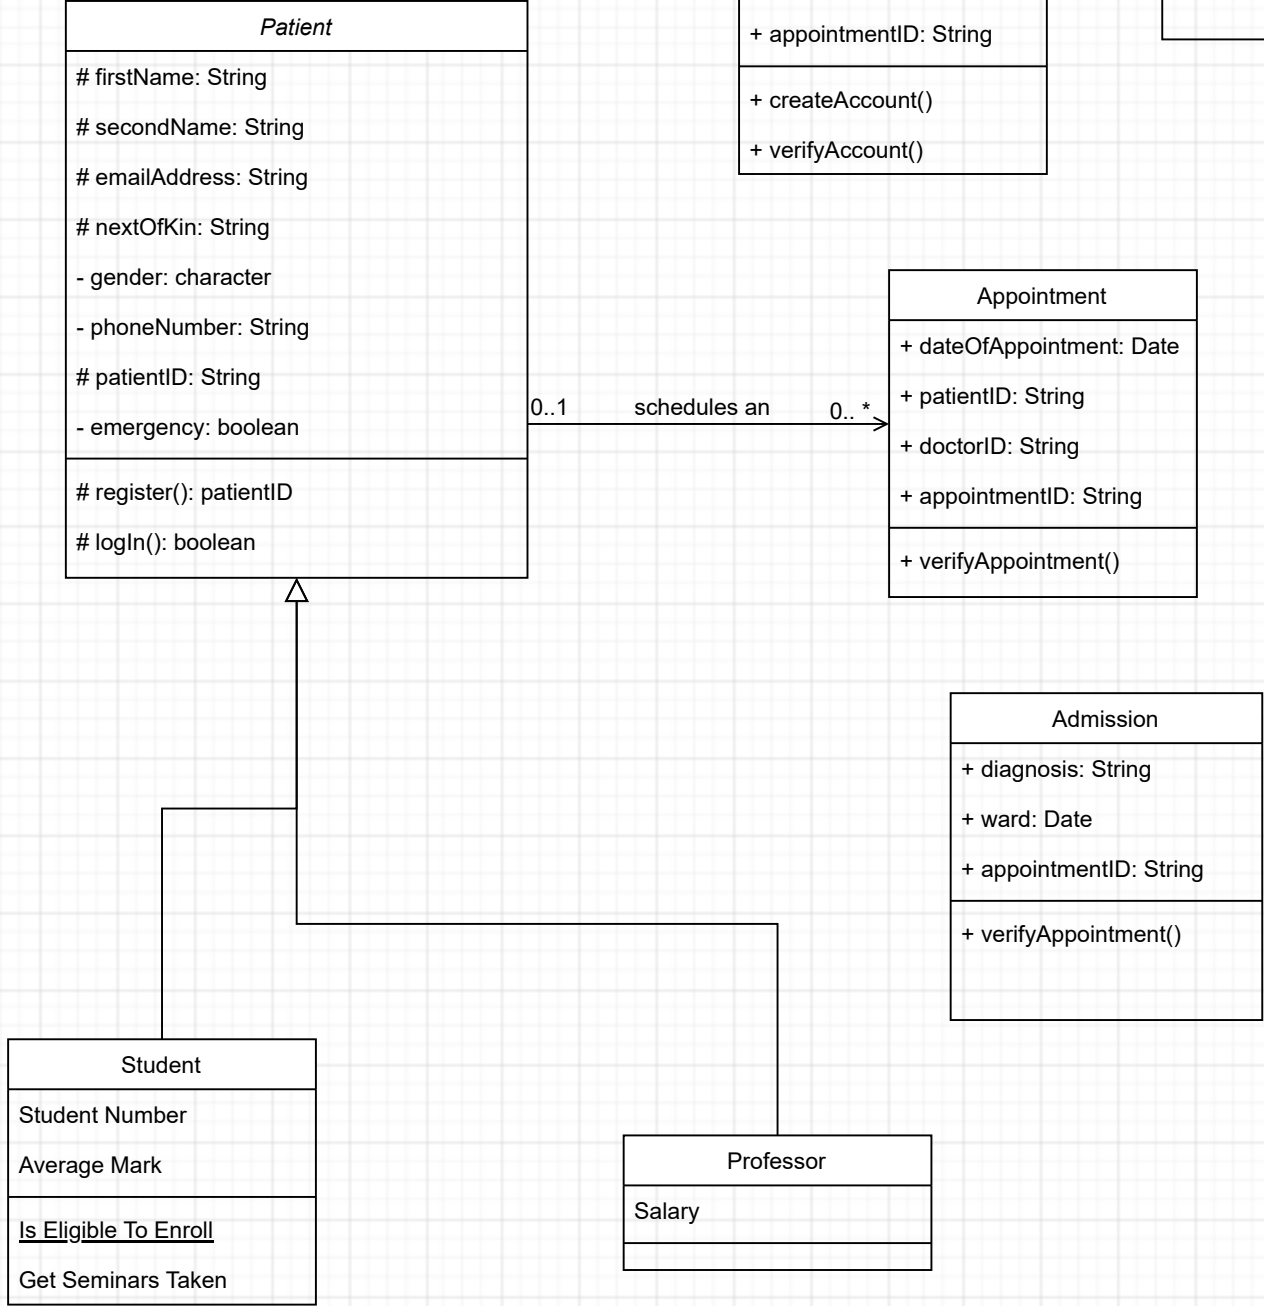 Patient
# firstName: String
# secondName: String
# emailAddress: String
# nextOfKin: String
- gender: character
- phoneNumber: String
# patientID: String
- emergency: boolean
# register(): patientID
# logIn(): boolean
+ appointmentID: String
+ createAccount()
+ verifyAccount()
0..1
schedules an
0.. *
Appointment
+ dateOfAppointment: Date
+ patientID: String
+ doctorID: String
+ appointmentID: String
+ verifyAppointment()
Admission
+ diagnosis: String
+ ward: Date
+ appointmentID: String
+ verifyAppointment()
Student
Student Number
Average Mark
Is Eligible To Enroll
Get Seminars Taken
Professor
Salary